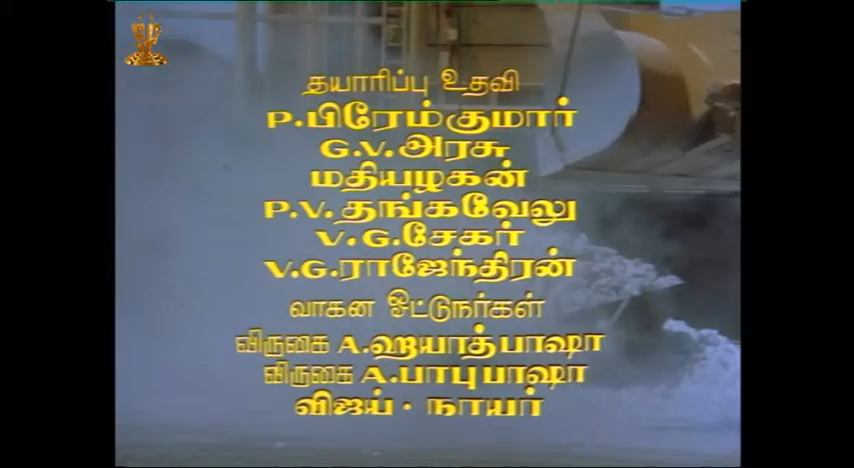 தயாரிப்பு உதவி
P.பிரேம்குமார்
G.V.அரசு
மதியழகன்
P.V.தங்கவேலு
V.G.சேகர்
V.G.ராஜேந்திரன்
வாகன ஓட்டுநர்கள்
விருகை A.ஹயாத்பாஷா
விருகை A.பாபுபாஷா
விஜய் · நாயர்